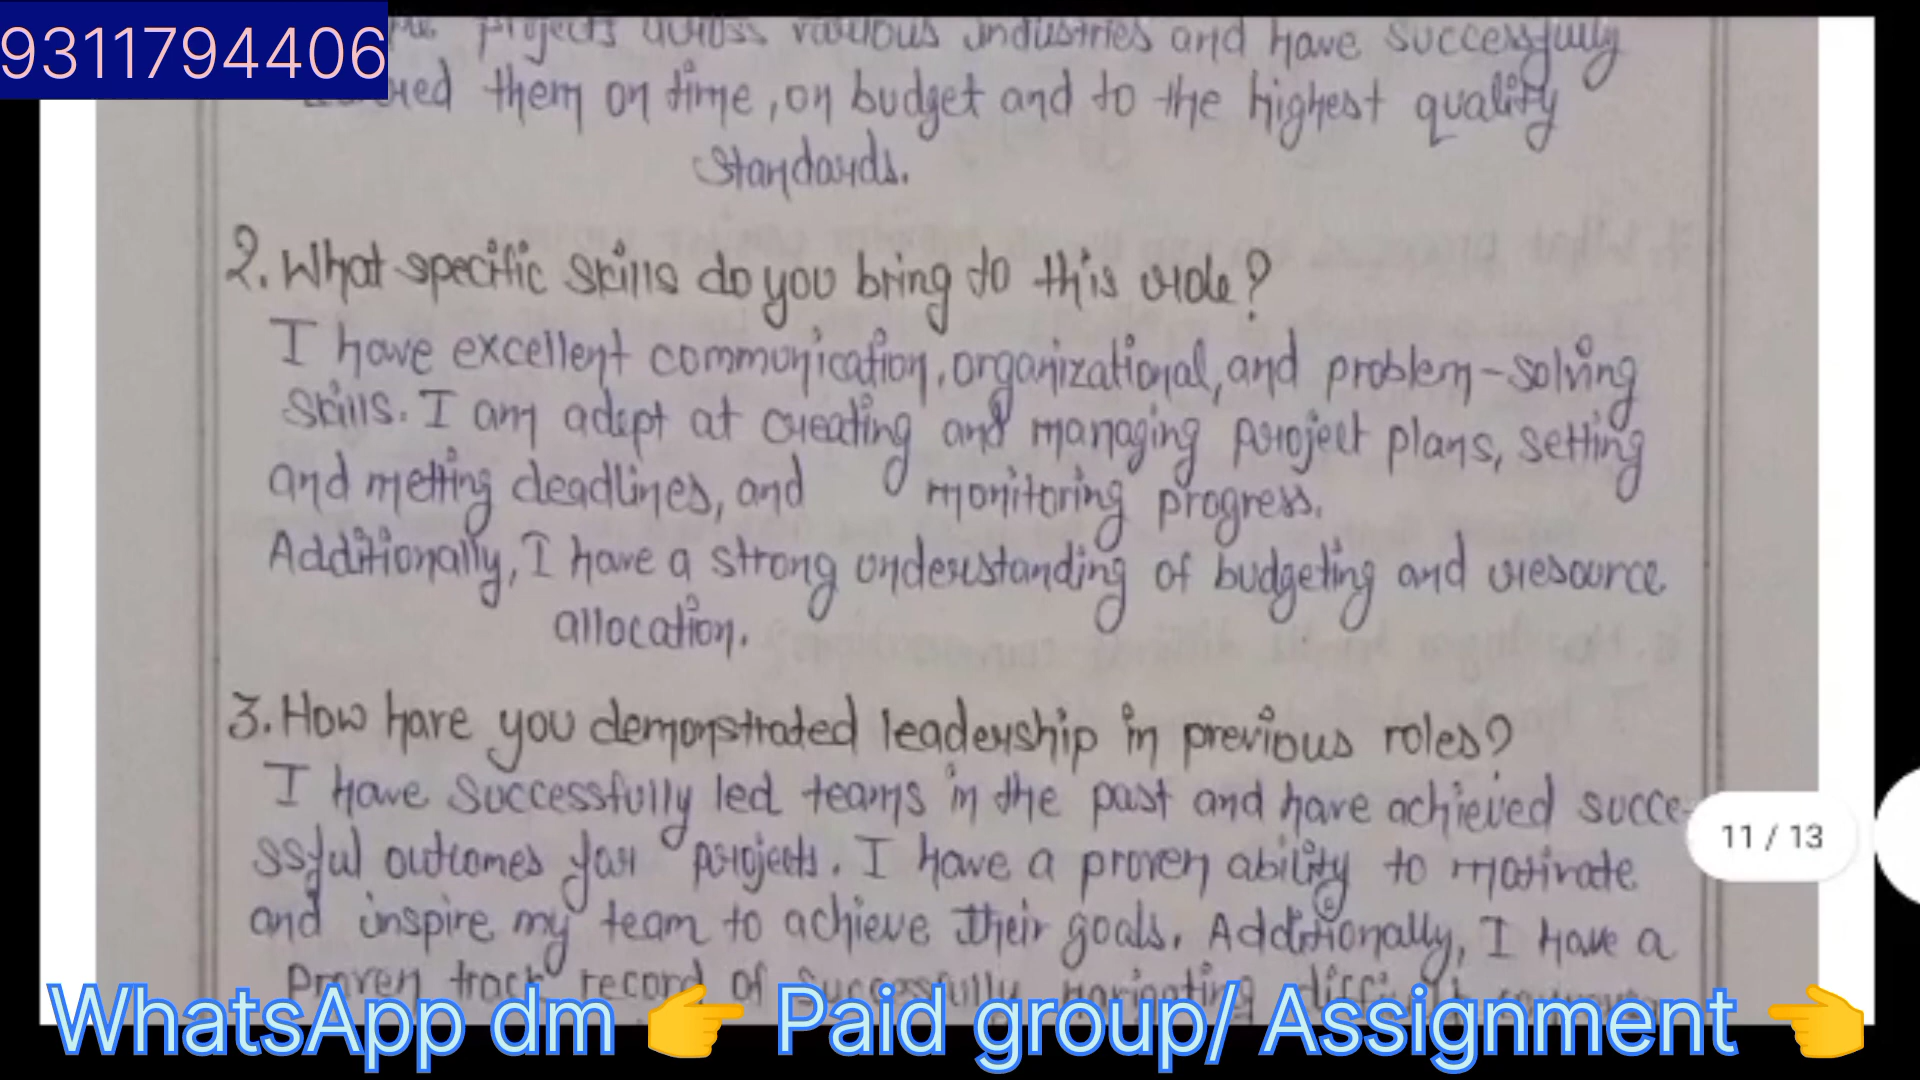 9311794406
projects across various industries and have successfully
them on time, on budget and to the highest quality
standards.
2. What specific skills do you bring to this role?
I have excellent communication, organizational, and problem-solving
skills. I am adept at creating and managing project plans, setting
and metting deadlines, and monitoring progress.
Additionally, I have a strong understanding of budgeting and resource
allocation.
3. How have you demonstrated leadership in previous roles?
I have successfully led teams in the past and have achieved succe-
ssful outcomes for projects. I have a proven ability to motivate
11 / 13
and inspire my team to achieve their goals. Additionally, I have a
proven track record of successfully navigating
WhatsApp dm 👉 Paid group/ Assignment 👈